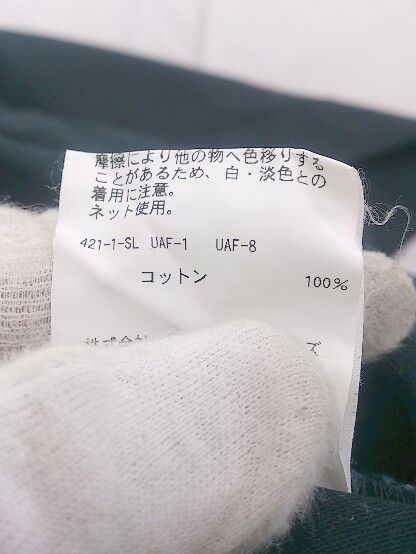 摩擦により他の物へ色移りする
ことがあるため、白・淡色との
着用に注意。
ネット使用。
421-1-SL UAF-1 UAF-8
コットン 100%